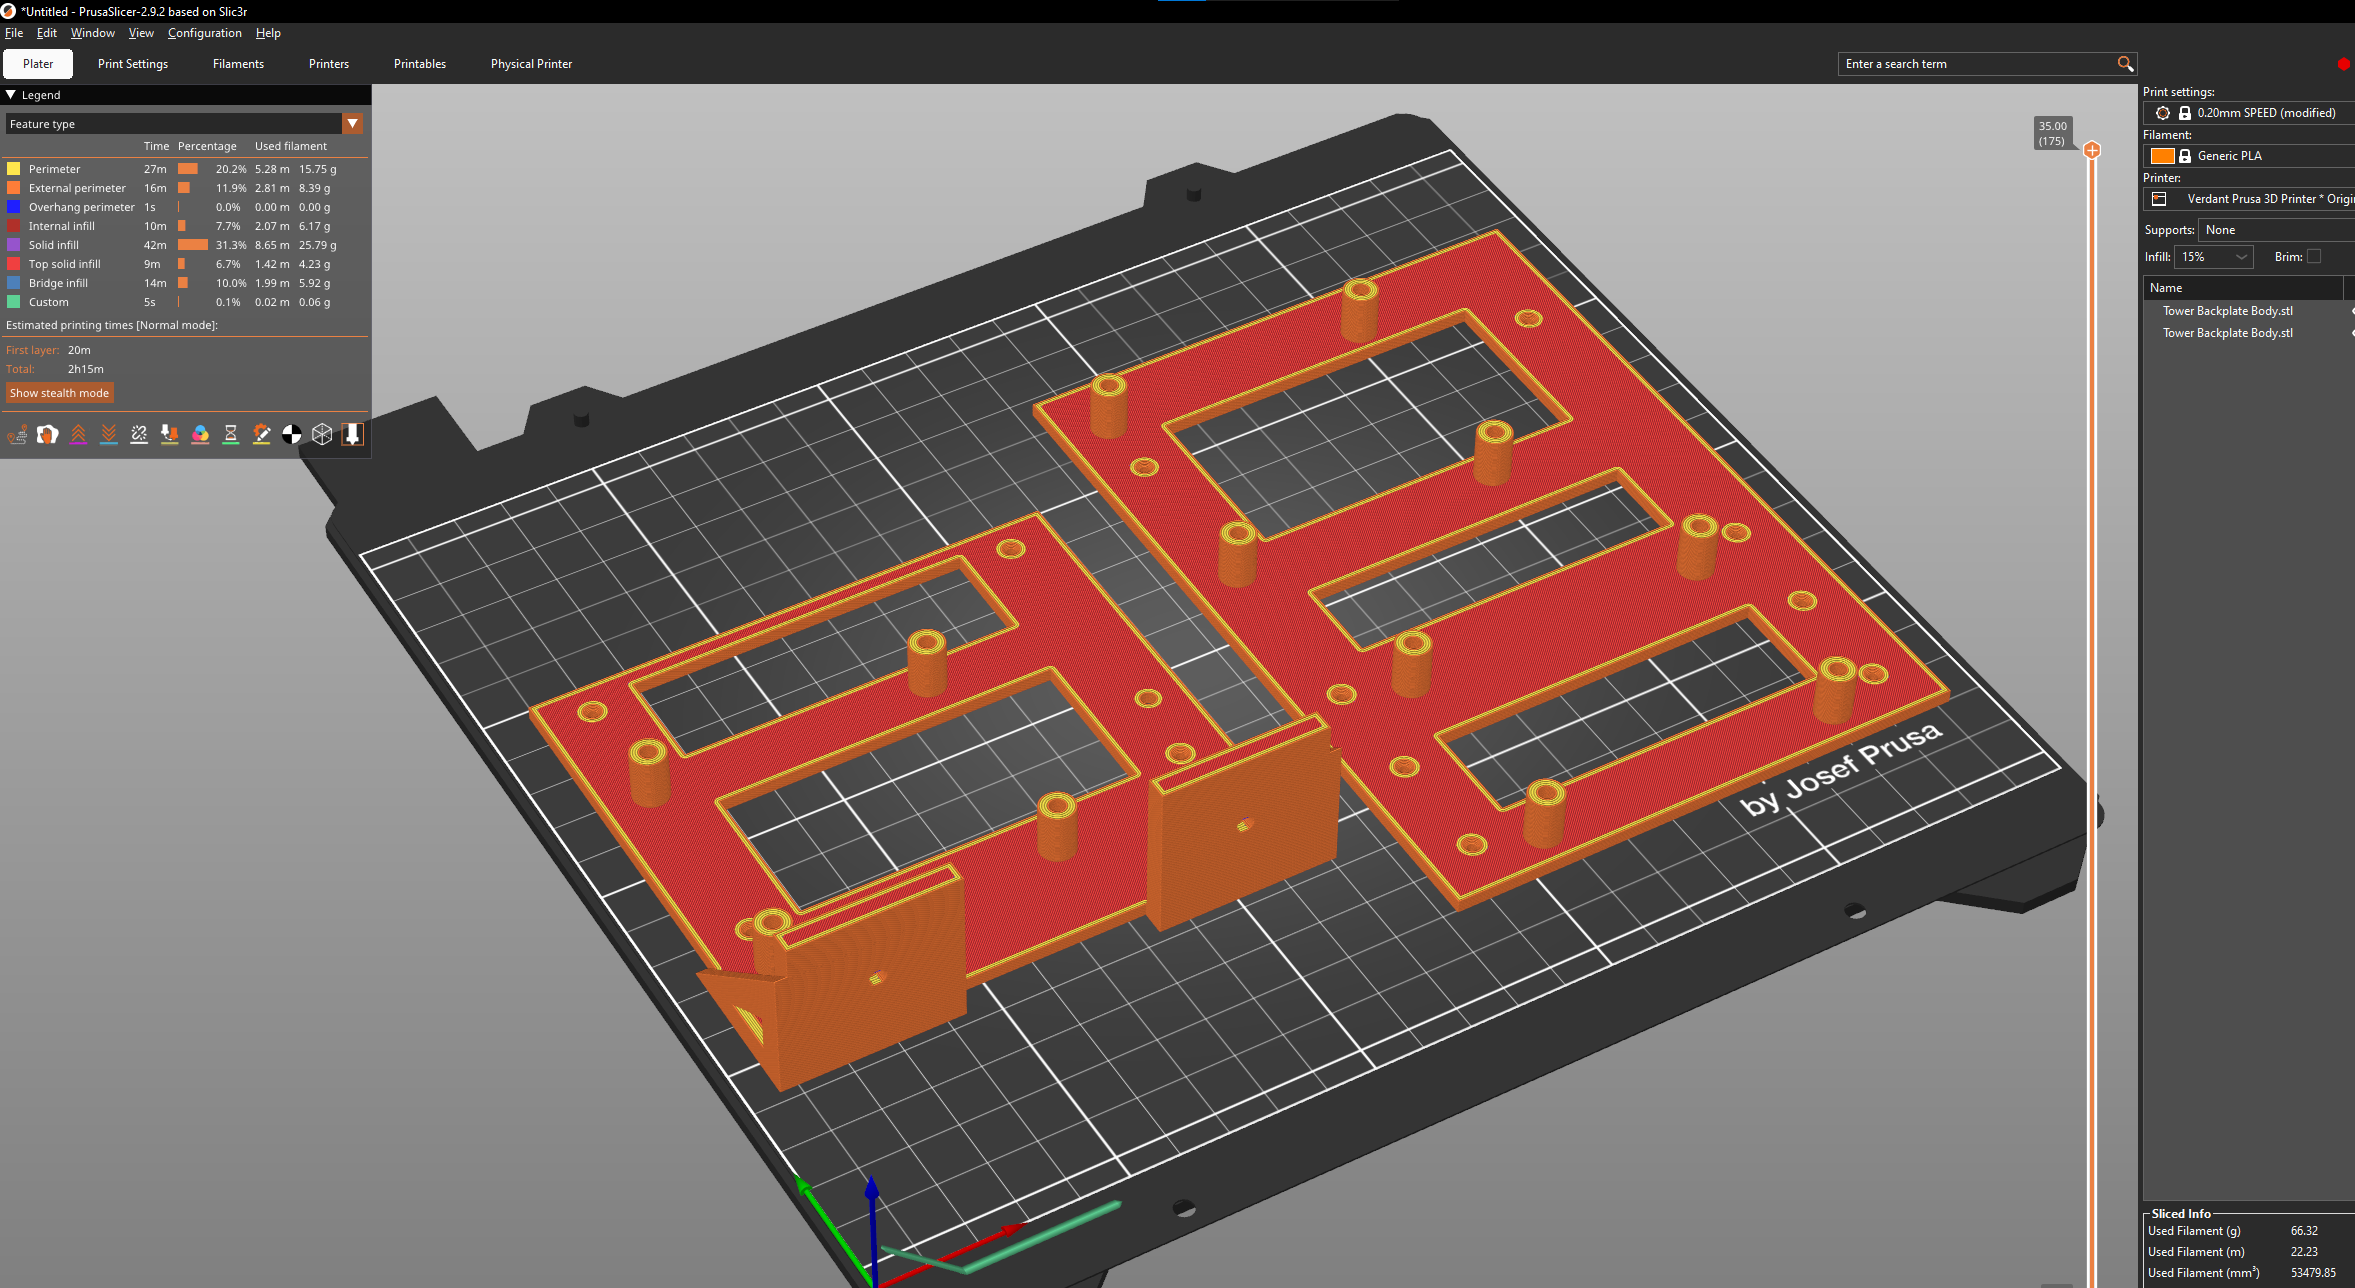 *Untitled - PrusaSlicer-2.9.2 based on Slic3r
File Edit Window View Configuration Help
Plater Print Settings Filaments Printers Printables Physical Printer Enter a search term
Legend
Feature type
Time Percentage Used filament
Perimeter 27m 20.2% 5.28 m 15.75 g
External perimeter 16m 11.9% 2.81 m 8.39 g
Overhang perimeter 1s 0.0% 0.00 m 0.00 g
Internal infill 10m 7.7% 2.07 m 6.17 g
Solid infill 42m 31.3% 8.65 m 25.79 g
Top solid infill 9m 6.7% 1.42 m 4.23 g
Bridge infill 14m 10.0% 1.99 m 5.92 g
Custom 5s 0.1% 0.02 m 0.06 g
Estimated printing times [Normal mode]:
First layer: 20m
Total: 2h15m
Show stealth mode
35.00
(175)
by Josef Prusa
Print settings:
0.20mm SPEED (modified)
Filament:
Generic PLA
Printer:
Verdant Prusa 3D Printer * Origi
Supports: None
Infill: 15% Brim:
Name
Tower Backplate Body.stl
Tower Backplate Body.stl
Sliced Info
Used Filament (g) 66.32
Used Filament (m) 22.23
Used Filament (mm³) 53479.85